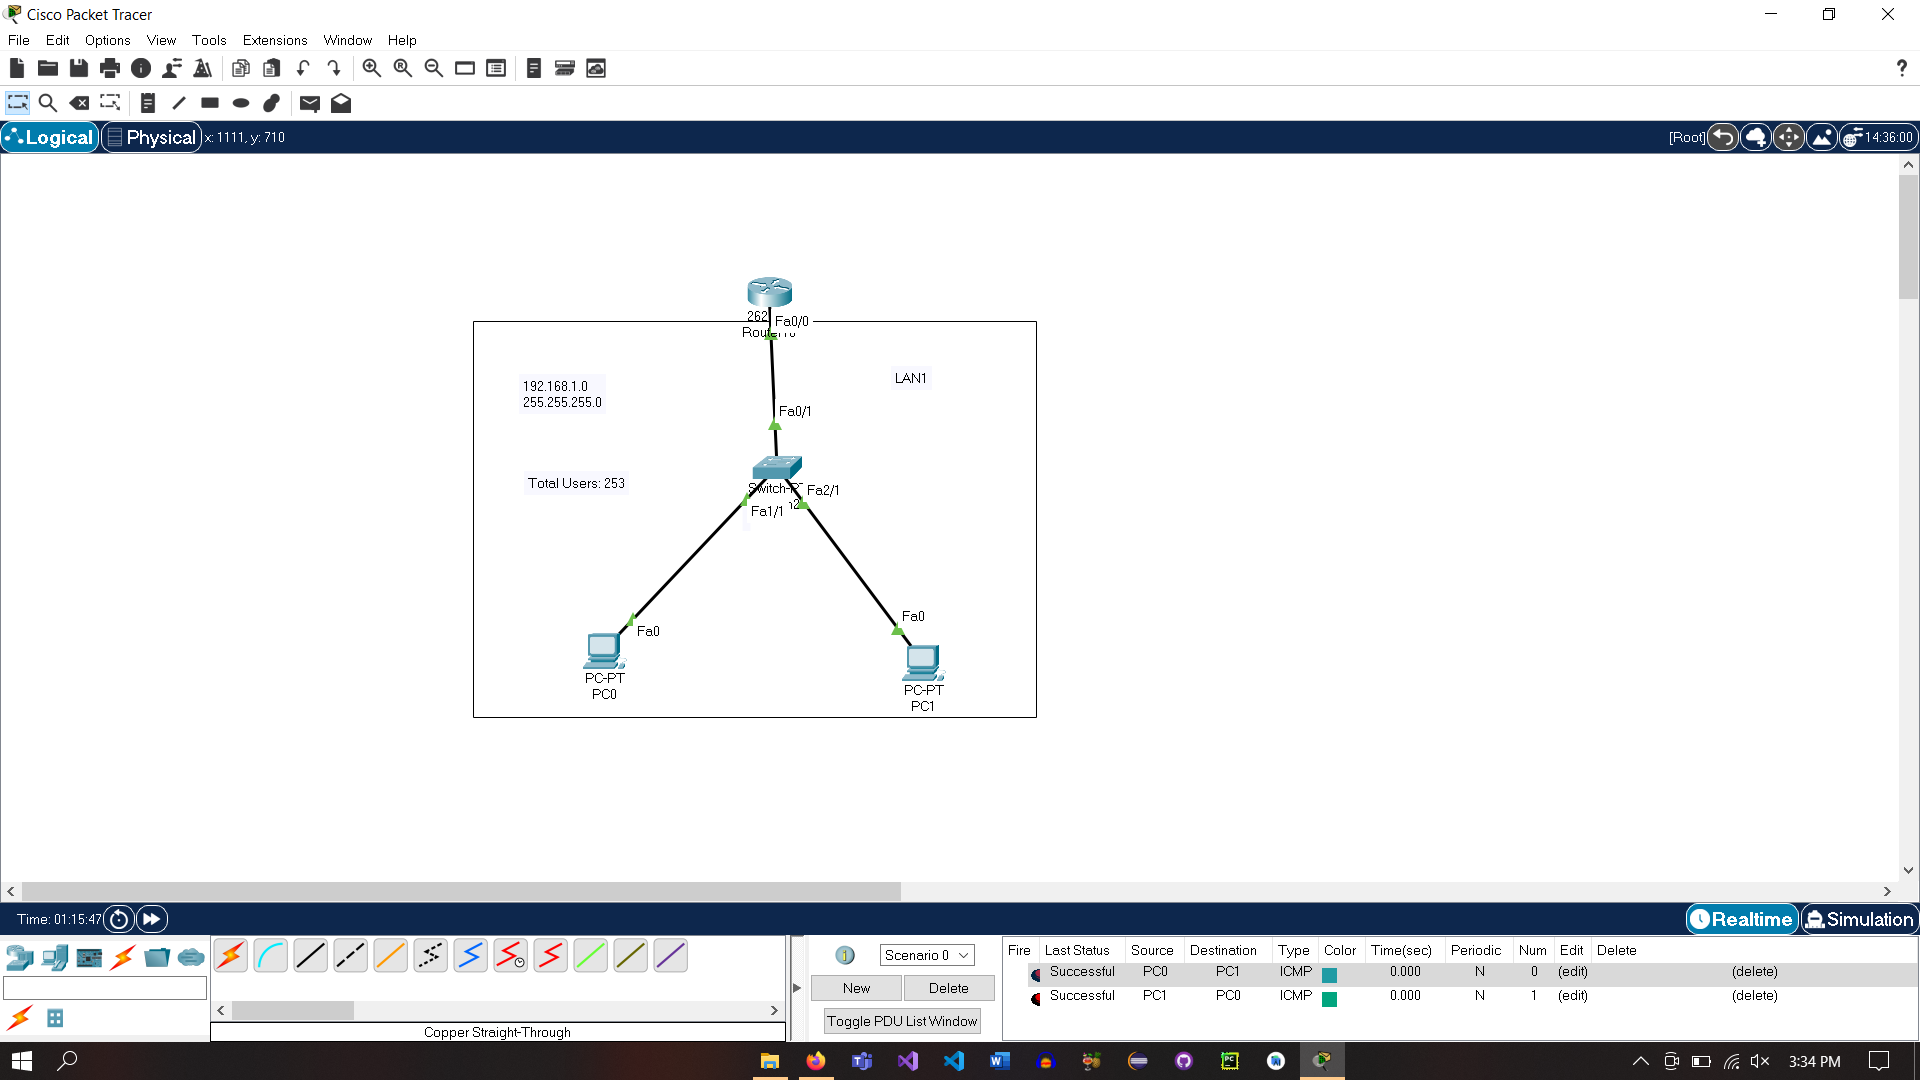 Cisco Packet Tracer
File Edit Options View Tools Extensions Window Help
?
Logical Physical x: 1111, y: 710 [Root] 14:36:00
262
Fa0/0
192.168.1.0
255.255.255.0
LAN1
Fa0/1
Total Users: 253
Fa2/1
Fa1/1
Fa0
Fa0
PC-PT
PC0
PC-PT
PC1
Time: 01:15:47 Realtime Simulation
Scenario 0
New Delete
Toggle PDU List Window
Copper Straight-Through
Fire Last Status Source Destination Type Color Time(sec) Periodic Num Edit Delete
Successful PC0 PC1 ICMP 0.000 N 0 (edit) (delete)
Successful PC1 PC0 ICMP 0.000 N 1 (edit) (delete)
3:34 PM